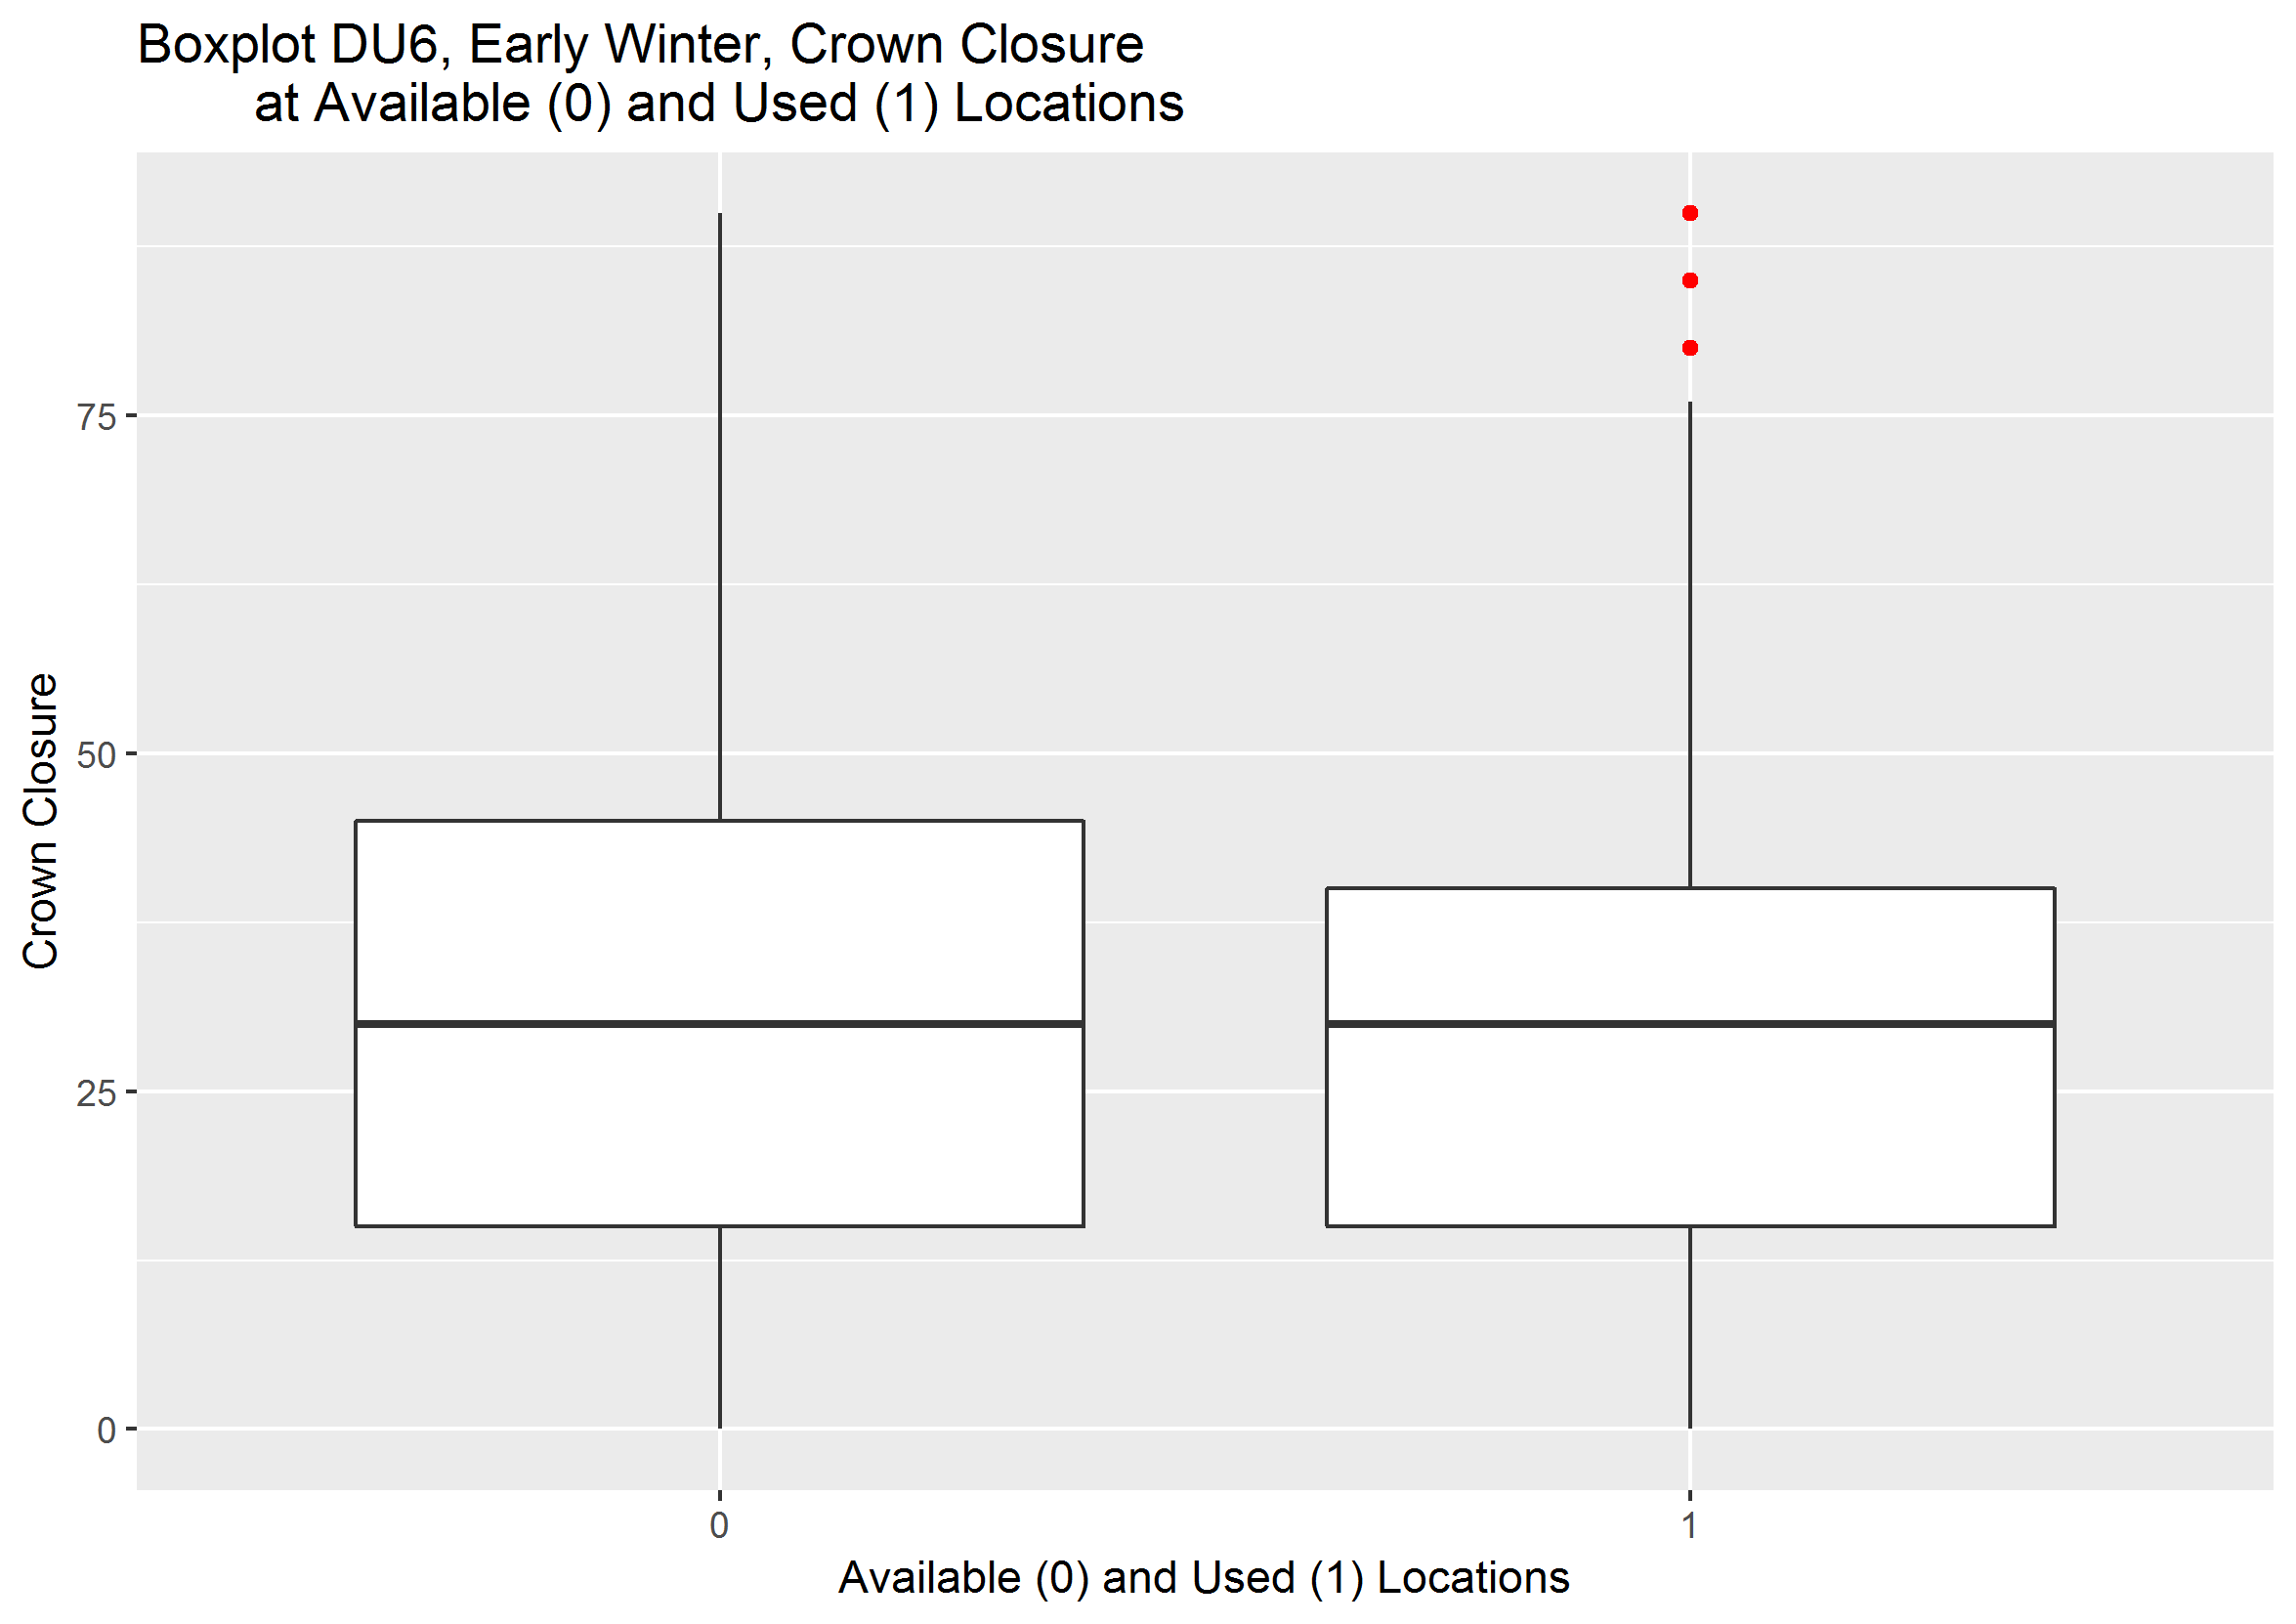 Boxplot DU6, Early Winter, Crown Closure
at Available (0) and Used (1) Locations
Crown Closure
75
50
25
0
0
1
Available (0) and Used (1) Locations